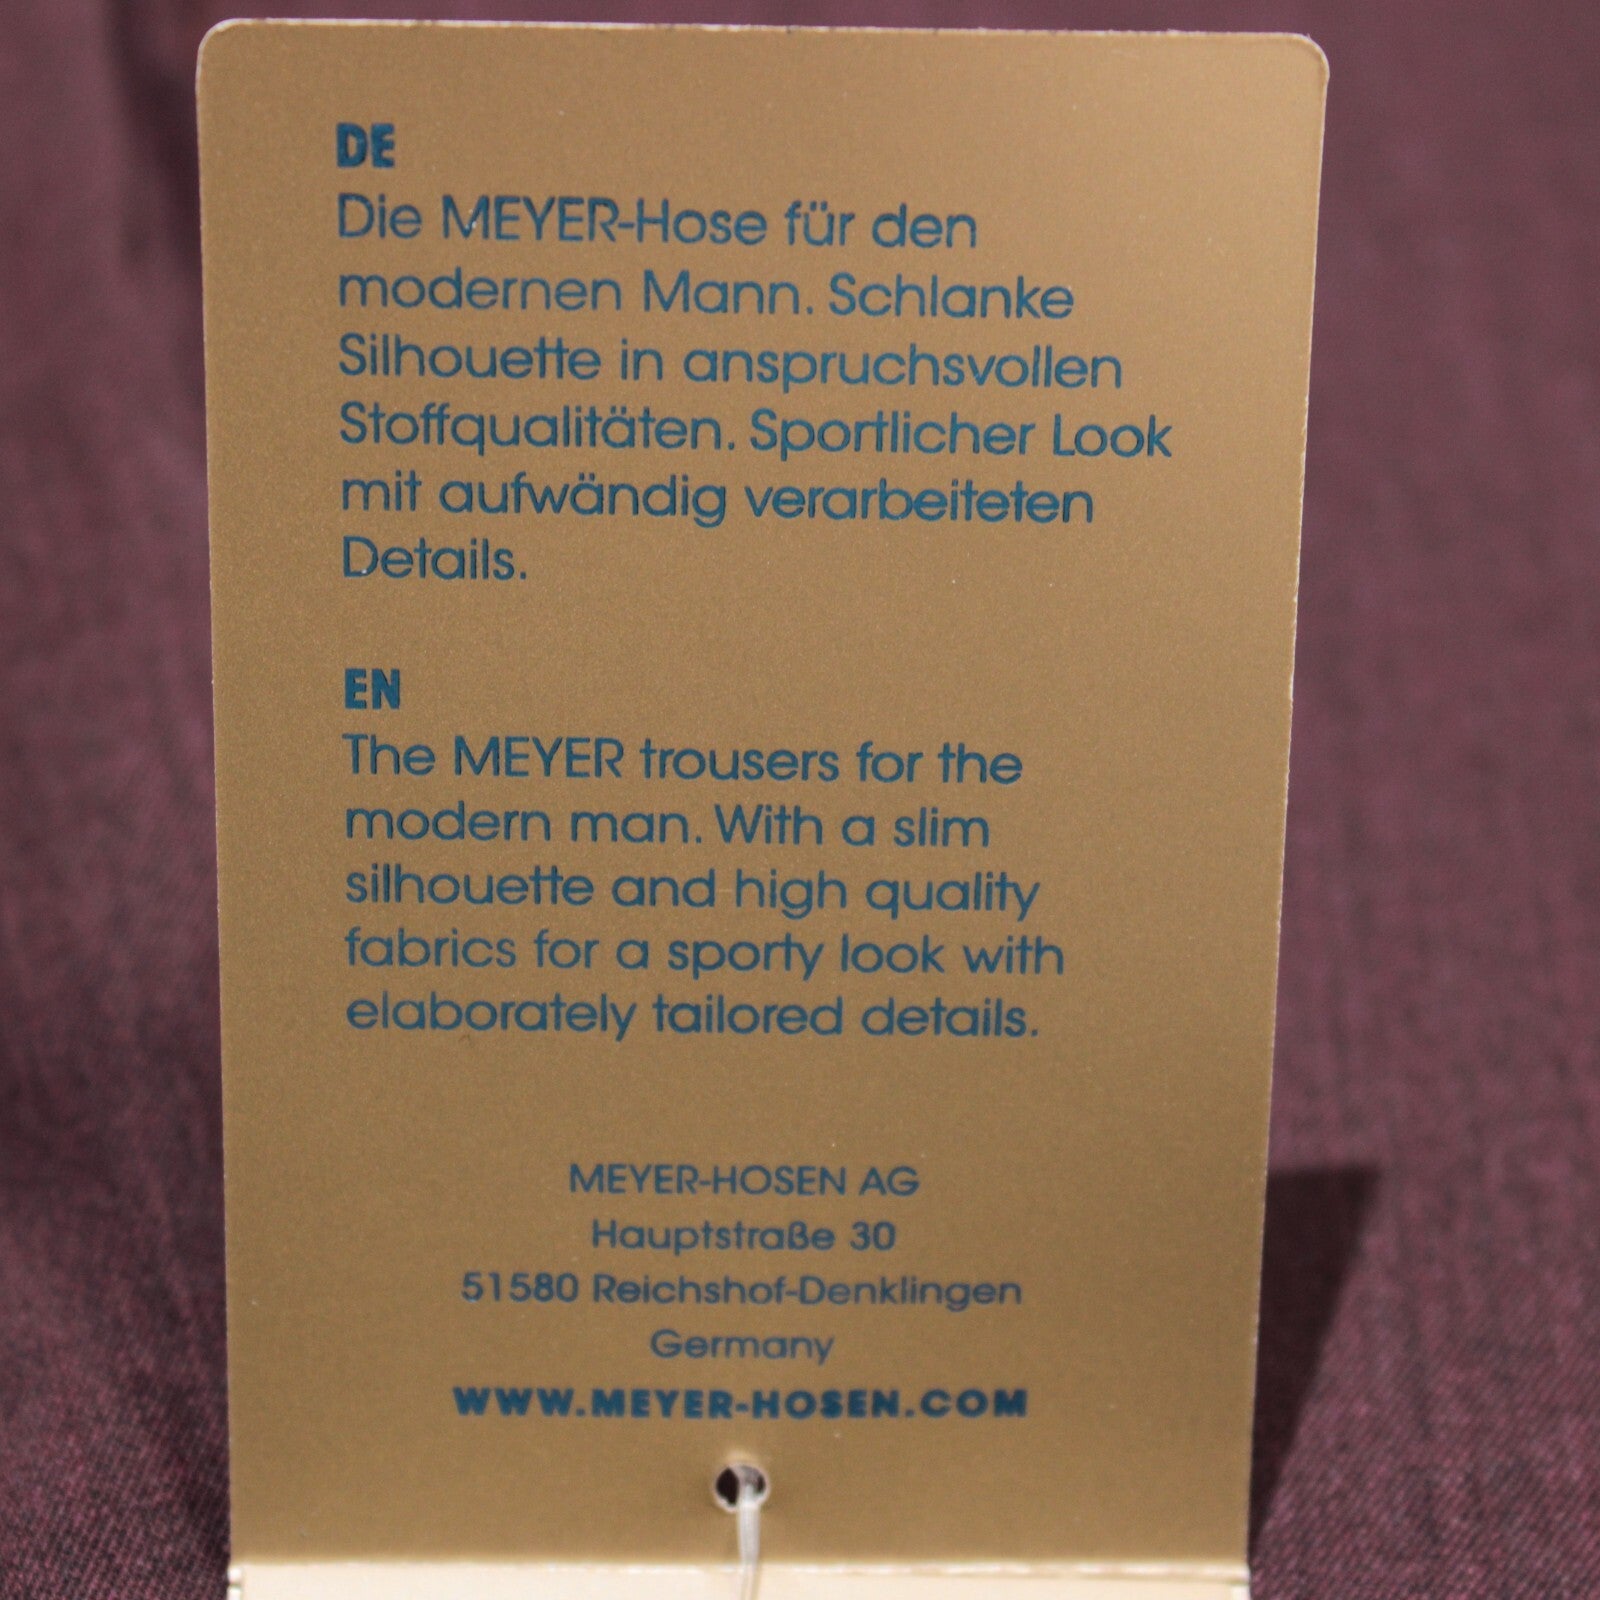 DE
Die MEYER-Hose für den
modernen Mann. Schlanke
Silhouette in anspruchsvollen
Stoffqualitäten. Sportlicher Look
mit aufwändig verarbeiteten
Details.
EN
The MEYER trousers for the
modern man. With a slim
silhouette and high quality
fabrics for a sporty look with
elaborately tailored details.
MEYER-HOSEN AG
Hauptstraße 30
51580 Reichshof-Denklingen
Germany
WWW.MEYER-HOSEN.COM